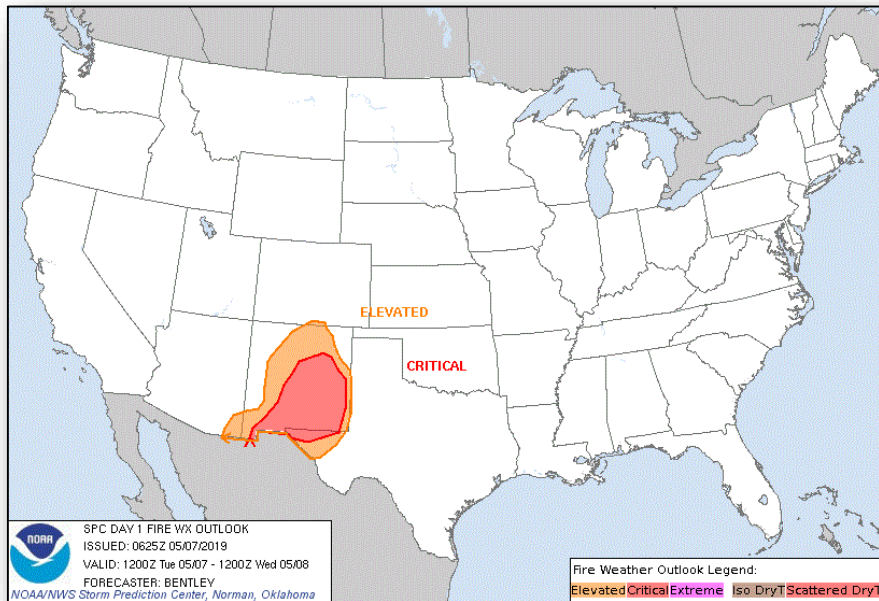 ELEVATED
CRITICAL
NOAA
SPC DAY 1 FIRE WX OUTLOOK
ISSUED: 0625Z 05/07/2019
VALID: 1200Z Tue 05/07 - 1200Z Wed 05/08
FORECASTER: BENTLEY
NOAA/NWS Storm Prediction Center, Norman, Oklahoma
Fire Weather Outlook Legend:
Elevated Critical Extreme Iso DryT Scattered DryT